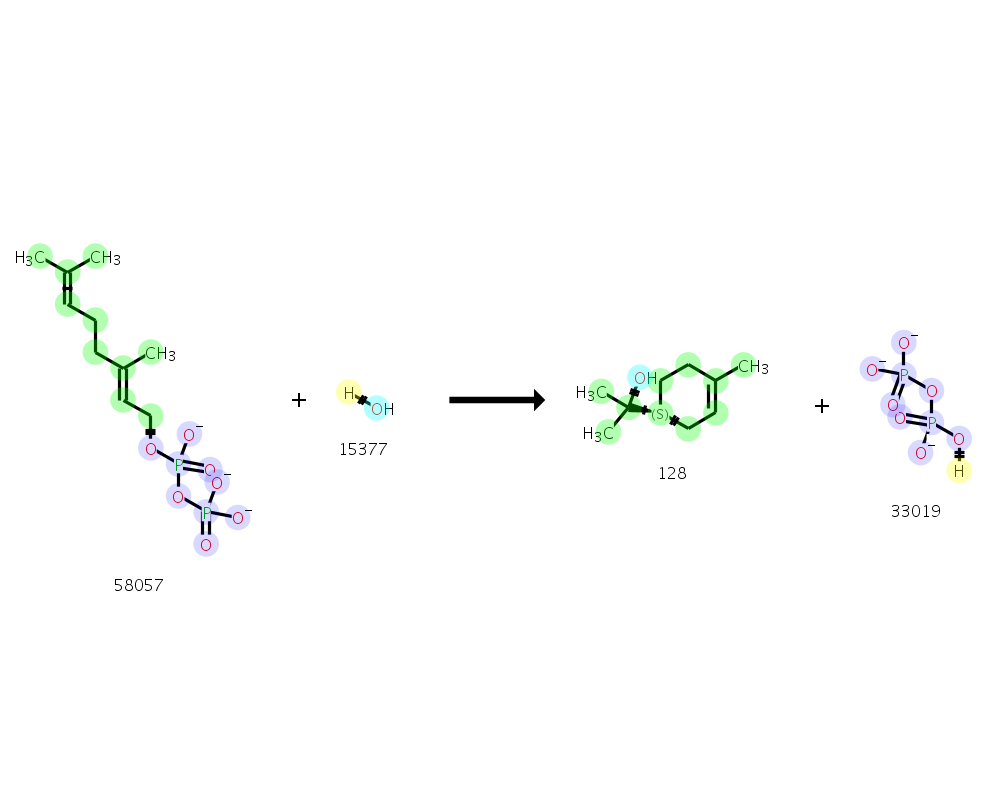 H3C CH3
CH3
O O−
P O O−
O P O−
O
58057
+
H OH
15377
H3C OH
H3C (S)
CH3
128
+
O−
O− P O
O O P O
O− H
33019